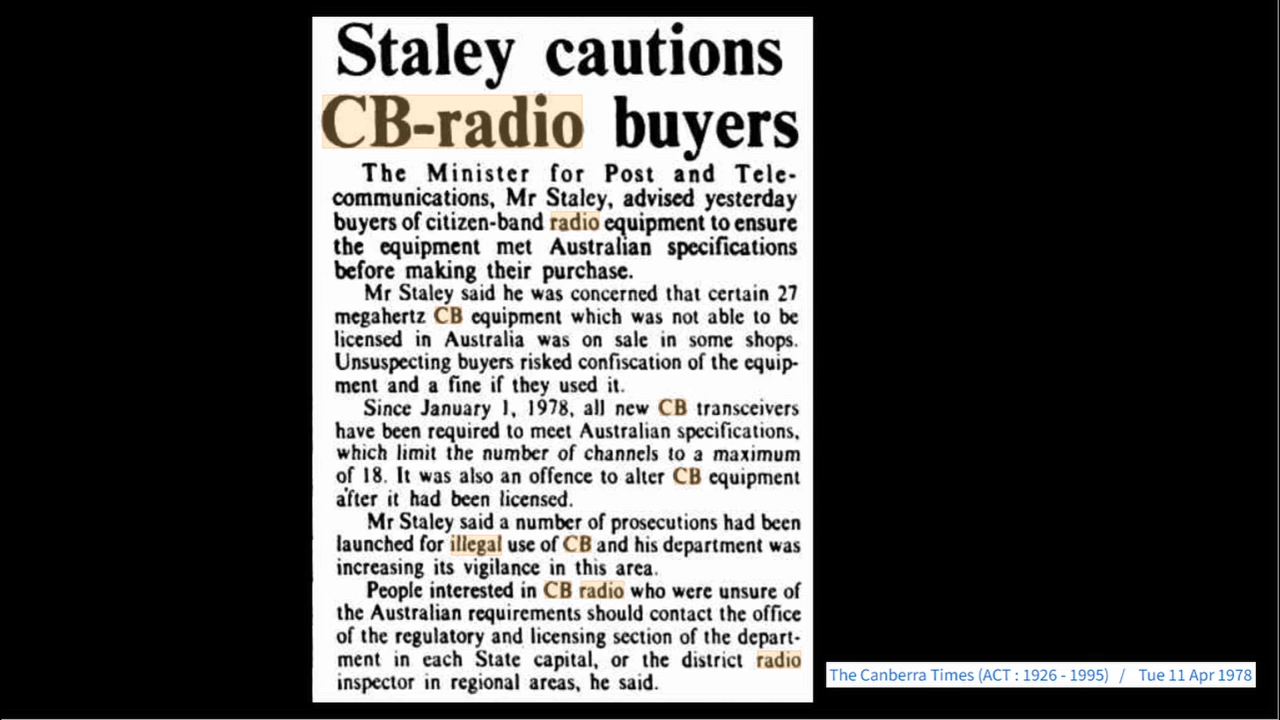 Staley cautions
CB-radio buyers
The Minister for Post and Tele-
communications, Mr Staley, advised yesterday
buyers of citizen-band radio equipment to ensure
the equipment met Australian specifications
before making their purchase.
Mr Staley said he was concerned that certain 27
megahertz CB equipment which was not able to be
licensed in Australia was on sale in some shops.
Unsuspecting buyers risked confiscation of the equip-
ment and a fine if they used it.
Since January 1, 1978, all new CB transceivers
have been required to meet Australian specifications,
which limit the number of channels to a maximum
of 18. It was also an offence to alter CB equipment
after it had been licensed.
Mr Staley said a number of prosecutions had been
launched for illegal use of CB and his department was
increasing its vigilance in this area.
People interested in CB radio who were unsure of
the Australian requirements should contact the office
of the regulatory and licensing section of the depart-
ment in each State capital, or the district radio
inspector in regional areas, he said.
The Canberra Times (ACT : 1926 - 1995) / Tue 11 Apr 1978